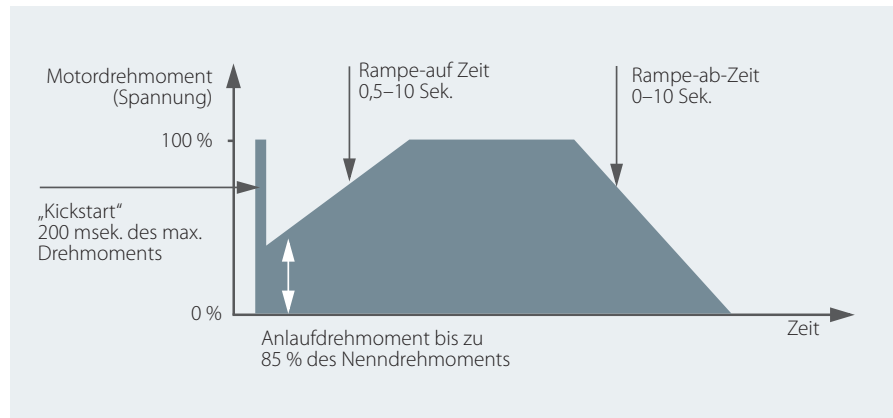 Motordrehmoment
(Spannung)
Rampe-auf Zeit
0,5–10 Sek.
Rampe-ab-Zeit
0–10 Sek.
100 %
„Kickstart“
200 msek. des max.
Drehmoments
0 %
Zeit
Anlaufdrehmoment bis zu
85 % des Nenndrehmoments